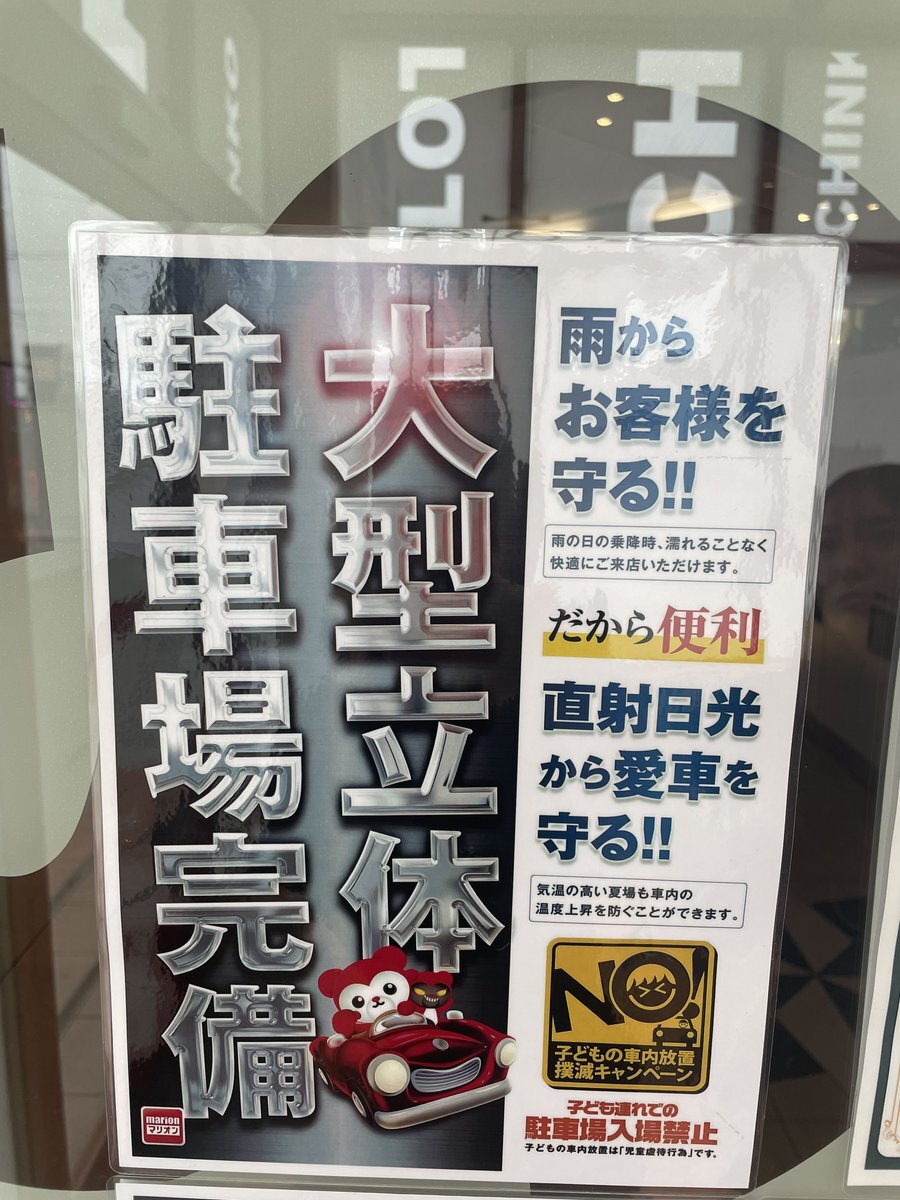 LOL
CH
CHINK
大型立体
駐車場完備
雨から
お客様を
守る!!
雨の日の乗降時、濡れることなく
快適にご来店いただけます。
だから便利
直射日光
から愛車を
守る!!
気温の高い夏場も車内の
温度上昇を防ぐことができます。
NO!
子どもの車内放置
撲滅キャンペーン
子ども連れでの
駐車場入場禁止
子どもの車内放置は「児童虐待行為」です。
marion
マリオン